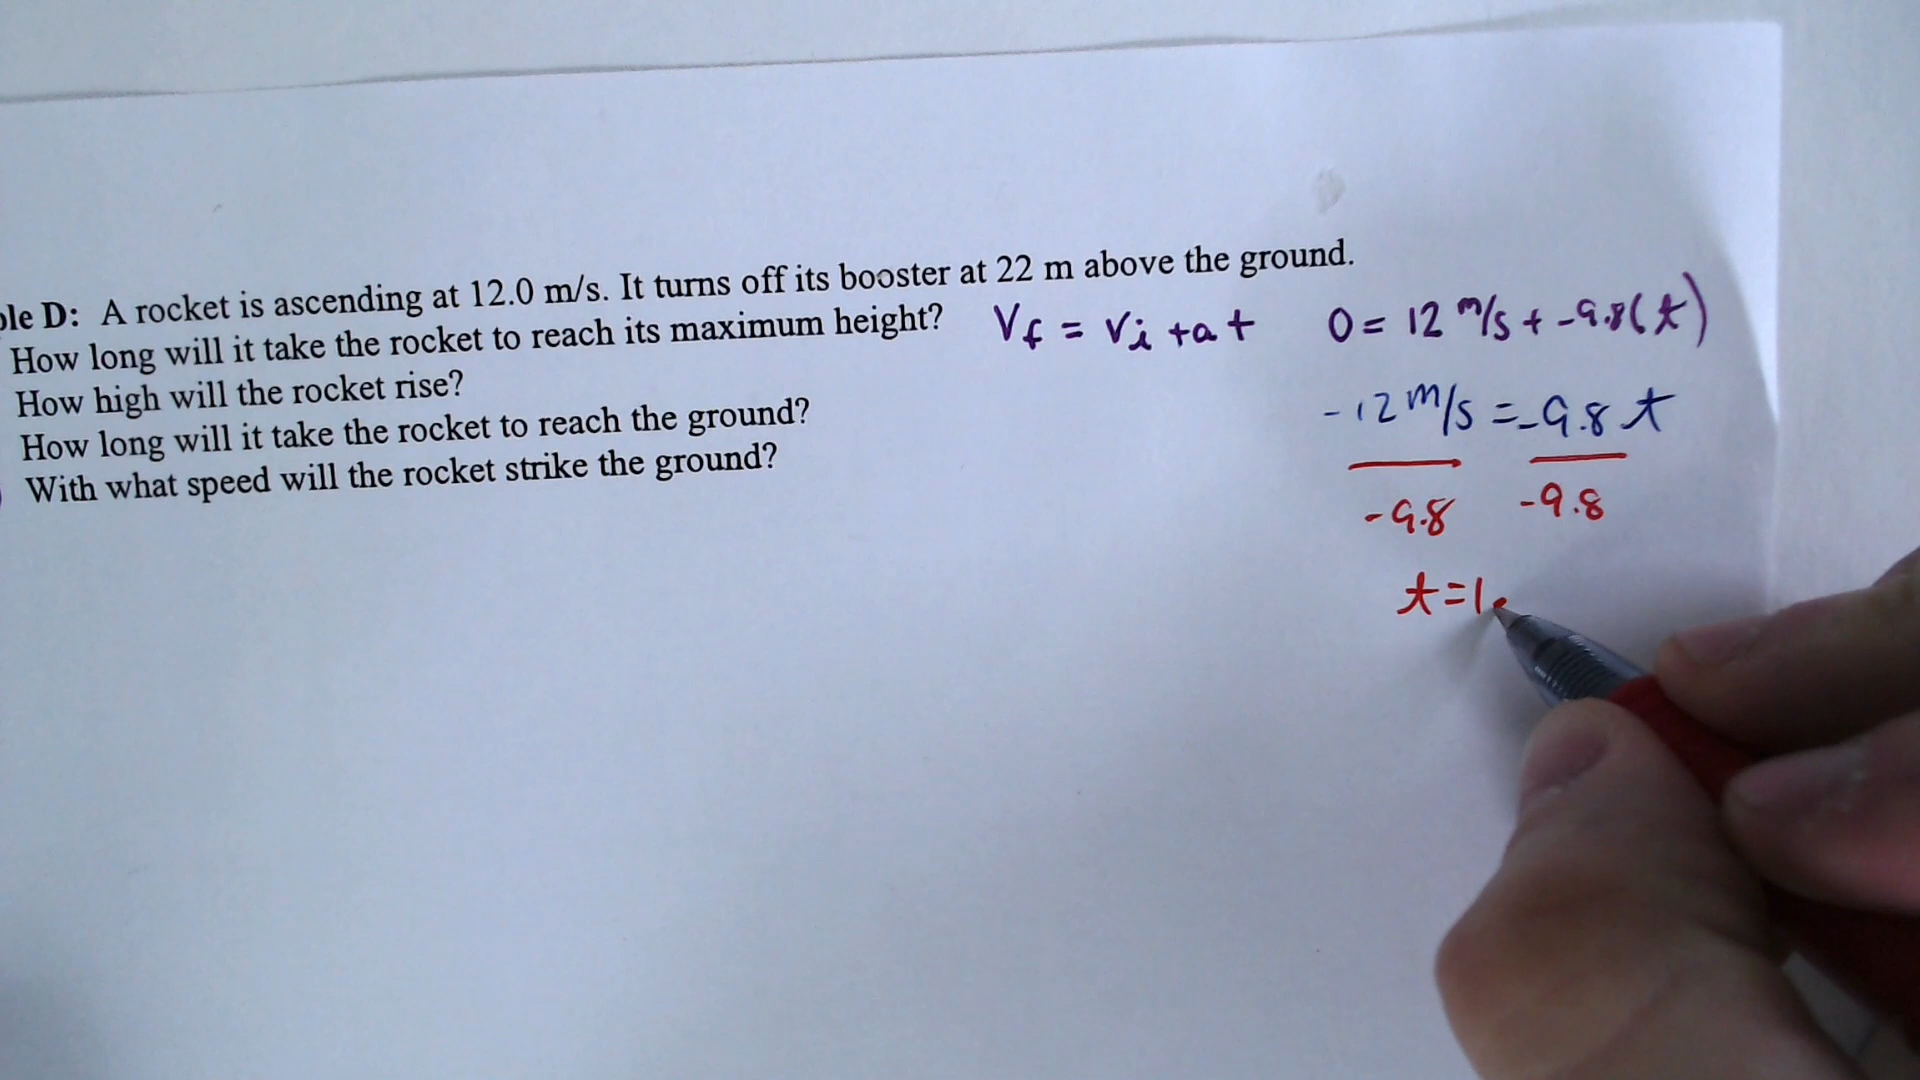 D: A rocket is ascending at 12.0 m/s. It turns off its booster at 22 m above the ground.
How long will it take the rocket to reach its maximum height? Vf = Vi + at 0 = 12 m/s + -9.8(t)
How high will the rocket rise?
-12 m/s = -9.8 t
How long will it take the rocket to reach the ground?
With what speed will the rocket strike the ground?
-9.8 -9.8
t = 1.